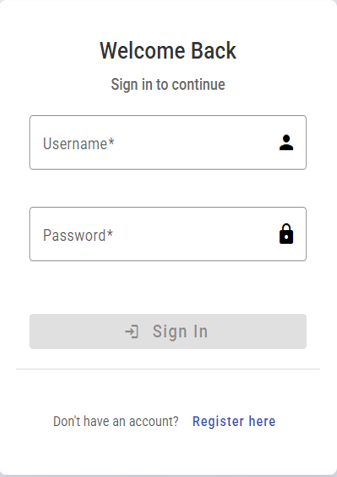 Welcome Back
Sign in to continue
Username*
Password*
Sign In
Don't have an account? Register here